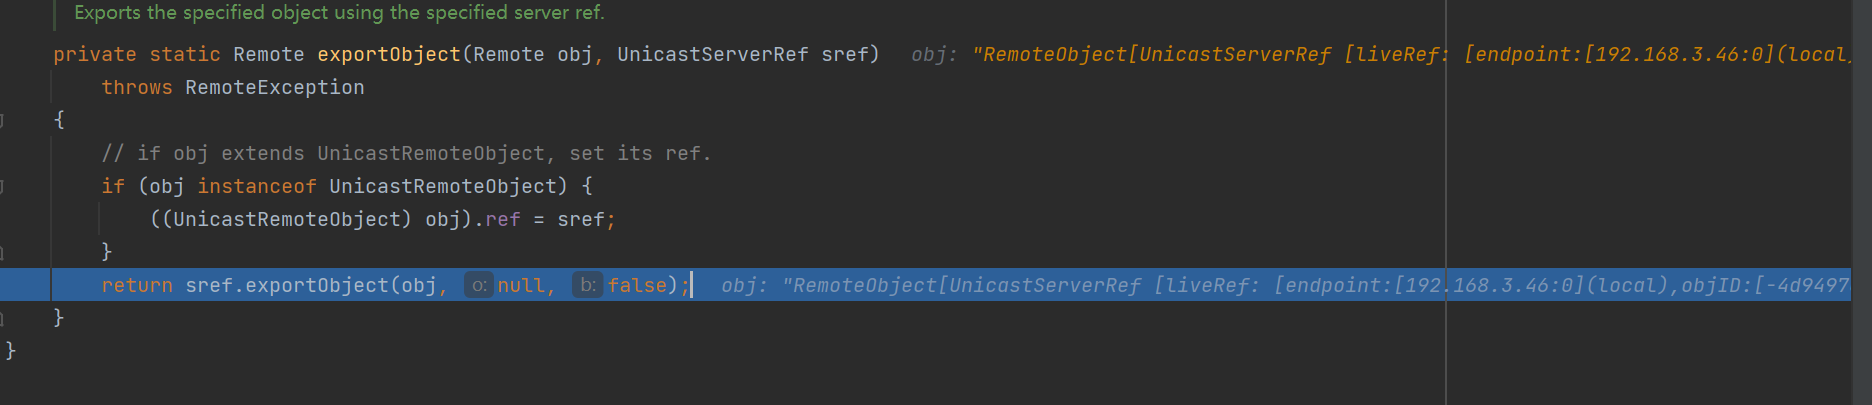 Exports the specified object using the specified server ref.
private static Remote exportObject(Remote obj, UnicastServerRef sref) obj: "RemoteObject[UnicastServerRef [liveRef: [endpoint:[192.168.3.46:0](local,
throws RemoteException
{
// if obj extends UnicastRemoteObject, set its ref.
if (obj instanceof UnicastRemoteObject) {
((UnicastRemoteObject) obj).ref = sref;
}
return sref.exportObject(obj, o: null, b: false); obj: "RemoteObject[UnicastServerRef [liveRef: [endpoint:[192.168.3.46:0](local),objID:[-4d9497
}
}